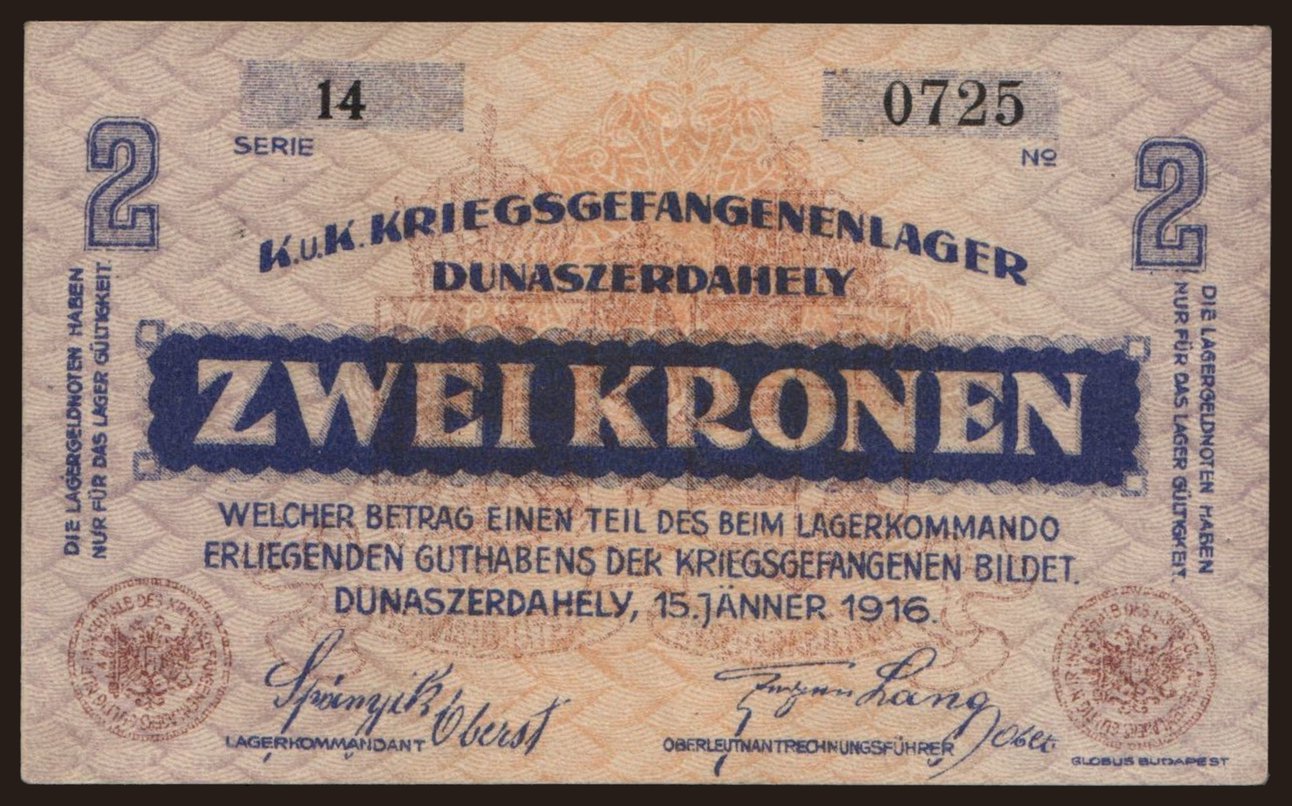 14
SERIE
0725
Nº
2
2
K.u.K. KRIEGSGEFANGENENLAGER
DUNASZERDAHELY
ZWEI KRONEN
WELCHER BETRAG EINEN TEIL DES BEIM LAGERKOMMANDO
ERLIEGENDEN GUTHABENS DER KRIEGSGEFANGENEN BILDET.
DUNASZERDAHELY, 15. JÄNNER 1916.
DIE LAGERGELDNOTEN HABEN
NUR FÜR DAS LAGER GÜLTIGKEIT.
DIE LAGERGELDNOTEN HABEN
NUR FÜR DAS LAGER GÜLTIGKEIT.
Spányik Oberst
Lang
LAGERKOMMANDANT
OBERLEUTNANTRECHNUNGSFÜHRER
GLOBUS BUDAPEST